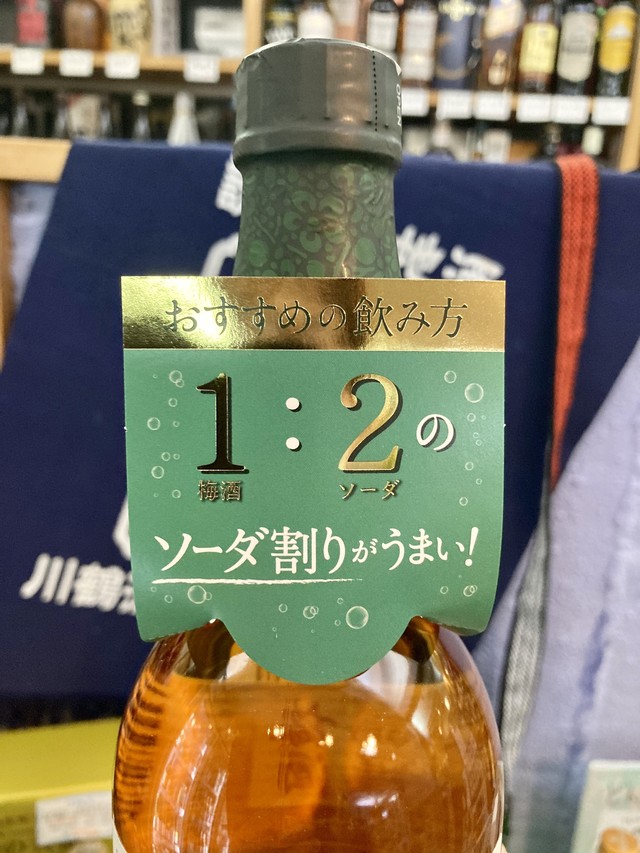 おすすめの飲み方
1:2の
梅酒 ソーダ
ソーダ割りがうまい!
川鶴